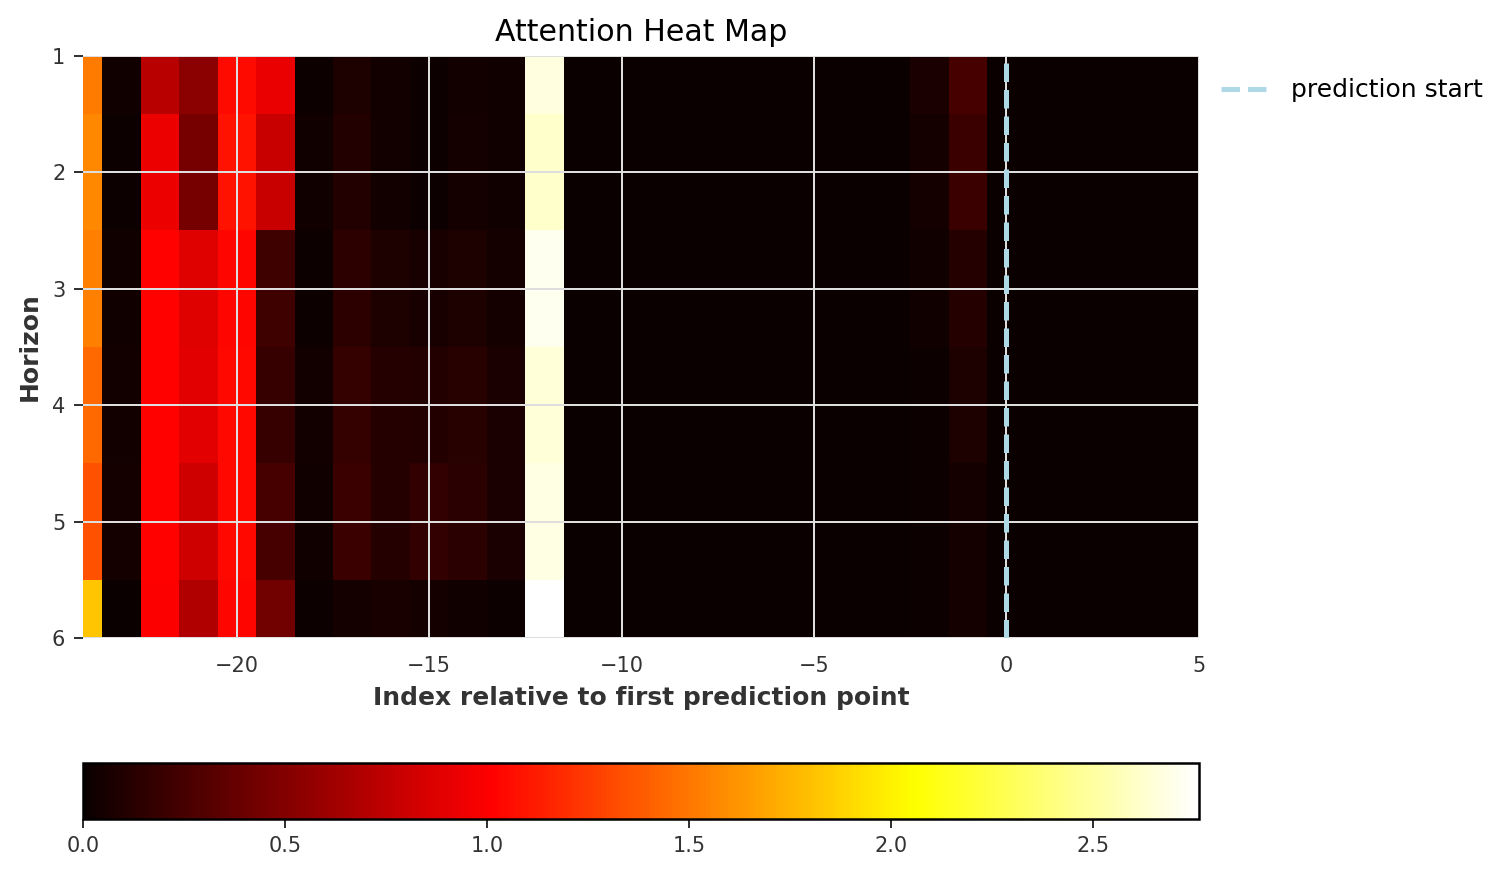 Attention Heat Map
prediction start
Horizon
1
2
3
4
5
6
−20 −15 −10 −5 0 5
Index relative to first prediction point
0.0 0.5 1.0 1.5 2.0 2.5